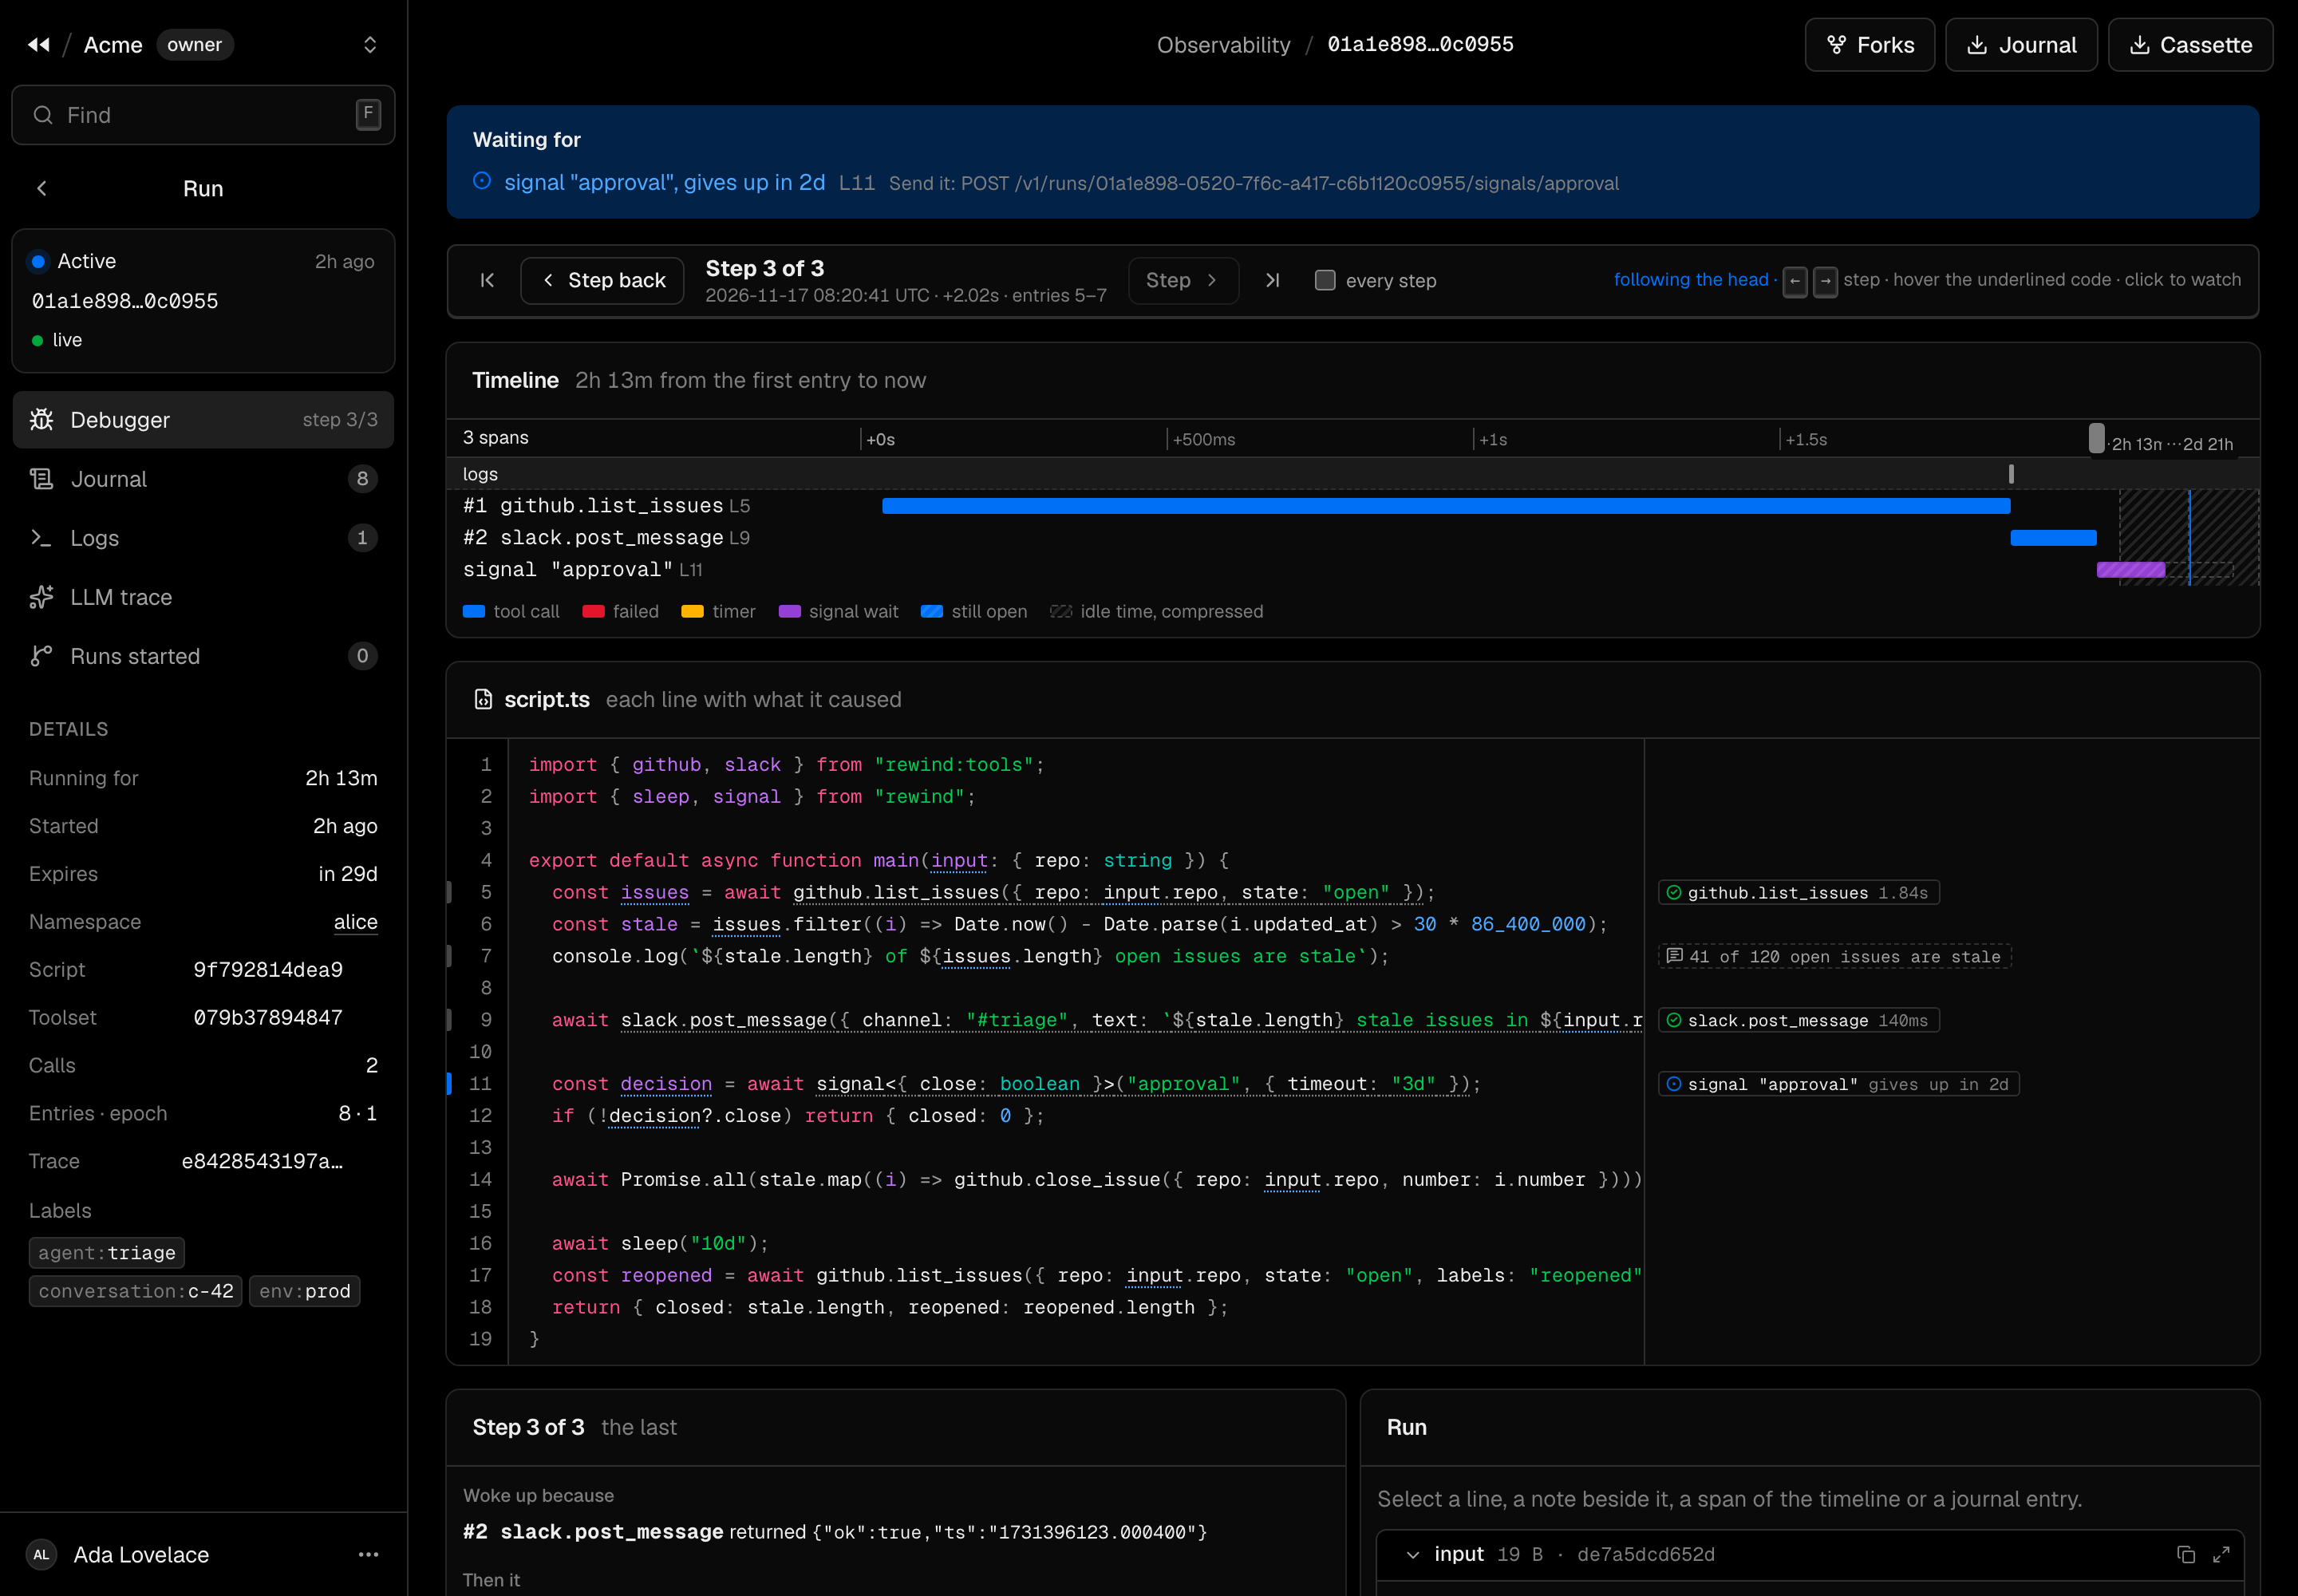 Acme owner
Find F
Run
Active 2h ago
01a1e898…0c0955
live
Debugger step 3/3
Journal 8
Logs 1
LLM trace
Runs started 0
DETAILS
Running for 2h 13m
Started 2h ago
Expires in 29d
Namespace alice
Script 9f792814dea9
Toolset 079b37894847
Calls 2
Entries · epoch 8 · 1
Trace e8428543197a…
Labels
agent:triage
conversation:c-42 env:prod
AL Ada Lovelace
Observability / 01a1e898…0c0955
Forks Journal Cassette
Waiting for
signal "approval", gives up in 2d L11 Send it: POST /v1/runs/01a1e898-0520-7f6c-a417-c6b1120c0955/signals/approval
Step back
Step 3 of 3
2026-11-17 08:20:41 UTC · +2.02s · entries 5–7
Step
every step
following the head · ← → step · hover the underlined code · click to watch
Timeline 2h 13m from the first entry to now
3 spans +0s +500ms +1s +1.5s 2h 13m ···2d 21h
logs
#1 github.list_issues L5
#2 slack.post_message L9
signal "approval" L11
tool call failed timer signal wait still open idle time, compressed
script.ts each line with what it caused
1 import { github, slack } from "rewind:tools";
2 import { sleep, signal } from "rewind";
3
4 export default async function main(input: { repo: string }) {
5 const issues = await github.list_issues({ repo: input.repo, state: "open" }); github.list_issues 1.84s
6 const stale = issues.filter((i) => Date.now() - Date.parse(i.updated_at) > 30 * 86_400_000);
7 console.log(`${stale.length} of ${issues.length} open issues are stale`); 41 of 120 open issues are stale
8
9 await slack.post_message({ channel: "#triage", text: `${stale.length} stale issues in ${input.r slack.post_message 140ms
10
11 const decision = await signal<{ close: boolean }>("approval", { timeout: "3d" }); signal "approval" gives up in 2d
12 if (!decision?.close) return { closed: 0 };
13
14 await Promise.all(stale.map((i) => github.close_issue({ repo: input.repo, number: i.number })))
15
16 await sleep("10d");
17 const reopened = await github.list_issues({ repo: input.repo, state: "open", labels: "reopened"
18 return { closed: stale.length, reopened: reopened.length };
19 }
Step 3 of 3 the last
Woke up because
#2 slack.post_message returned {"ok":true,"ts":"1731396123.000400"}
Then it
Run
Select a line, a note beside it, a span of the timeline or a journal entry.
input 19 B · de7a5dcd652d